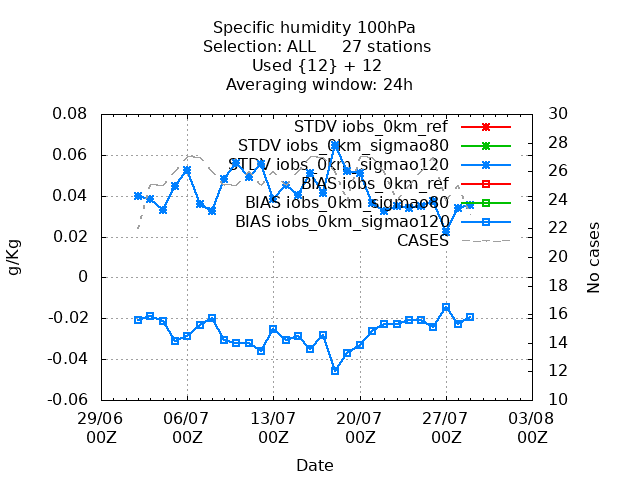 Specific humidity 100hPa
Selection: ALL 27 stations
Used {12} + 12
Averaging window: 24h
STDV iobs_0km_ref
STDV iobs_0km_sigmao80
STDV iobs_0km_sigmao120
BIAS iobs_0km_ref
BIAS iobs_0km_sigmao80
BIAS iobs_0km_sigmao120
CASES
g/Kg
0.08
0.06
0.04
0.02
0
-0.02
-0.04
-0.06
No cases
30
28
26
24
22
20
18
16
14
12
10
29/06 06/07 13/07 20/07 27/07 03/08
00Z 00Z 00Z 00Z 00Z 00Z
Date